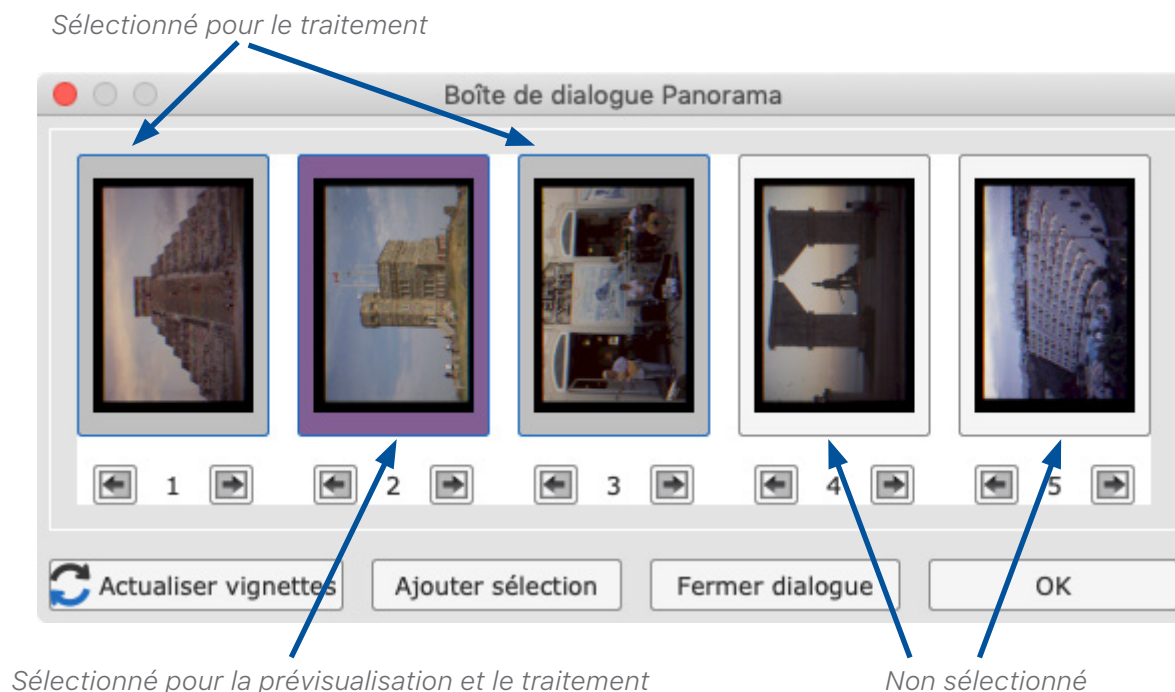 Sélectionné pour le traitement
Boîte de dialogue Panorama
1 2 3 4 5
Actualiser vignettes Ajouter sélection Fermer dialogue OK
Sélectionné pour la prévisualisation et le traitement Non sélectionné